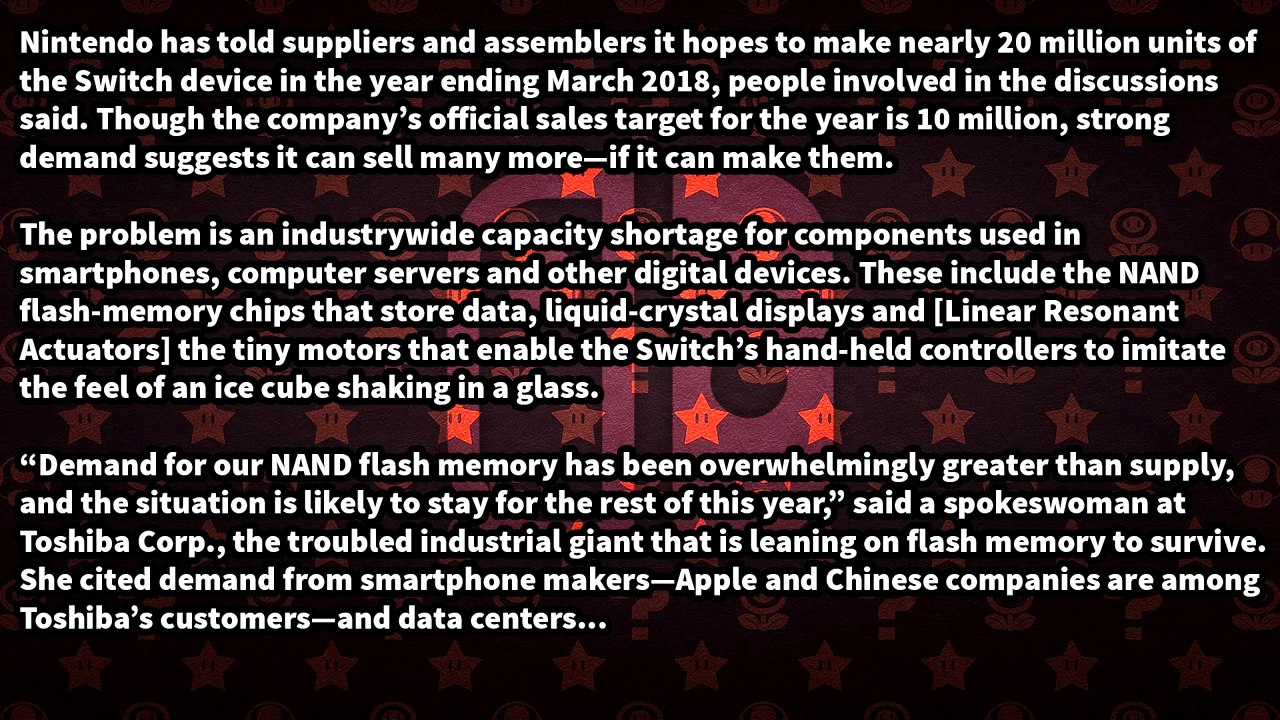 Nintendo has told suppliers and assemblers it hopes to make nearly 20 million units of
the Switch device in the year ending March 2018, people involved in the discussions
said. Though the company’s official sales target for the year is 10 million, strong
demand suggests it can sell many more—if it can make them.
The problem is an industrywide capacity shortage for components used in
smartphones, computer servers and other digital devices. These include the NAND
flash-memory chips that store data, liquid-crystal displays and [Linear Resonant
Actuators] the tiny motors that enable the Switch’s hand-held controllers to imitate
the feel of an ice cube shaking in a glass.
“Demand for our NAND flash memory has been overwhelmingly greater than supply,
and the situation is likely to stay for the rest of this year,” said a spokeswoman at
Toshiba Corp., the troubled industrial giant that is leaning on flash memory to survive.
She cited demand from smartphone makers—Apple and Chinese companies are among
Toshiba’s customers—and data centers...